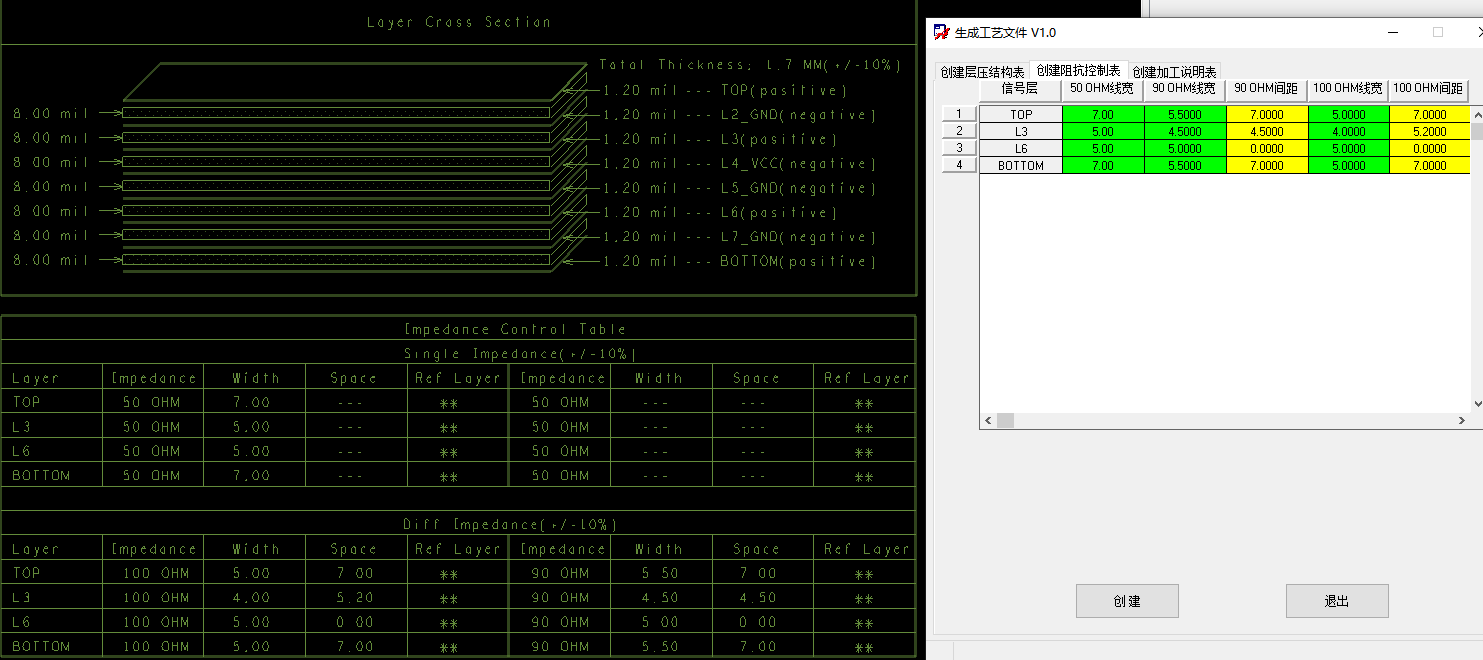 Layer Crass Section
Tatal Thickness: 1.7 MM(+/-10%)
1.20 mil --- TOP(positive)
8.00 mil
1.20 mil --- L2_GND(negative)
8.00 mil
1.20 mil --- L3(positive)
8.00 mil
1.20 mil --- L4_VCC(negative)
8.00 mil
1.20 mil --- L5_GND(negative)
8.00 mil
1.20 mil --- L6(positive)
8.00 mil
1.20 mil --- L7_GND(negative)
8.00 mil
1.20 mil --- BOTTOM(positive)
Impedance Control Table
Single Impedance(+/-10%)
Layer Impedance Width Space Ref Layer Impedance Width Space Ref Layer
TOP 50 OHM 7.00 --- ** 50 OHM --- --- **
L3 50 OHM 5.00 --- ** 50 OHM --- --- **
L6 50 OHM 5.00 --- ** 50 OHM --- --- **
BOTTOM 50 OHM 7.00 --- ** 50 OHM --- --- **
Diff Impedance(+/-10%)
Layer Impedance Width Space Ref Layer Impedance Width Space Ref Layer
TOP 100 OHM 5.00 7.00 ** 90 OHM 5.50 7.00 **
L3 100 OHM 4.00 5.20 ** 90 OHM 4.50 4.50 **
L6 100 OHM 5.00 0.00 ** 90 OHM 5.00 0.00 **
BOTTOM 100 OHM 5.00 7.00 ** 90 OHM 5.50 7.00 **
生成工艺文件 V1.0
创建层压结构表 创建阻抗控制表 创建加工说明表
信号层 50 OHM线宽 90 OHM线宽 90 OHM间距 100 OHM线宽 100 OHM间距
1 TOP 7.00 5.5000 7.0000 5.0000 7.0000
2 L3 5.00 4.5000 4.5000 4.0000 5.2000
3 L6 5.00 5.0000 0.0000 5.0000 0.0000
4 BOTTOM 7.00 5.5000 7.0000 5.0000 7.0000
创建 退出